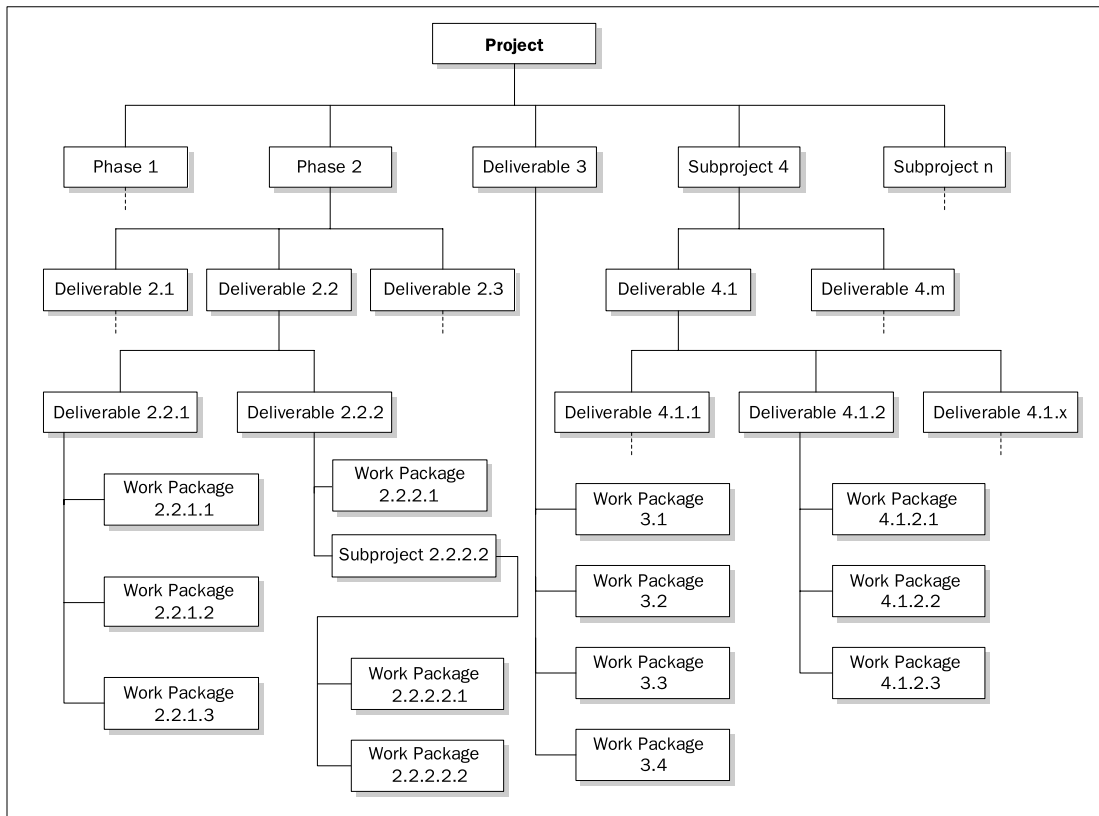 Project
Phase 1
Phase 2
Deliverable 3
Subproject 4
Subproject n
Deliverable 2.1
Deliverable 2.2
Deliverable 2.3
Deliverable 4.1
Deliverable 4.m
Deliverable 2.2.1
Deliverable 2.2.2
Deliverable 4.1.1
Deliverable 4.1.2
Deliverable 4.1.x
Work Package
2.2.1.1
Work Package
2.2.1.2
Work Package
2.2.1.3
Work Package
2.2.2.1
Subproject 2.2.2.2
Work Package
2.2.2.2.1
Work Package
2.2.2.2.2
Work Package
3.1
Work Package
3.2
Work Package
3.3
Work Package
3.4
Work Package
4.1.2.1
Work Package
4.1.2.2
Work Package
4.1.2.3